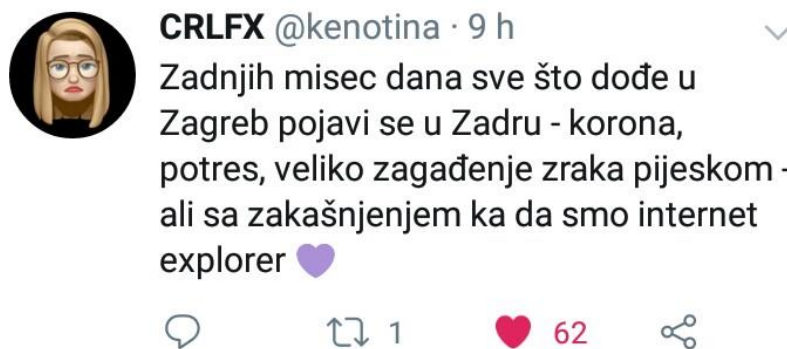 CRLFX @kenotina · 9 h
Zadnjih misec dana sve što dođe u
Zagreb pojavi se u Zadru - korona,
potres, veliko zagađenje zraka pijeskom -
ali sa zakašnjenjem ka da smo internet
explorer 💜
1 62